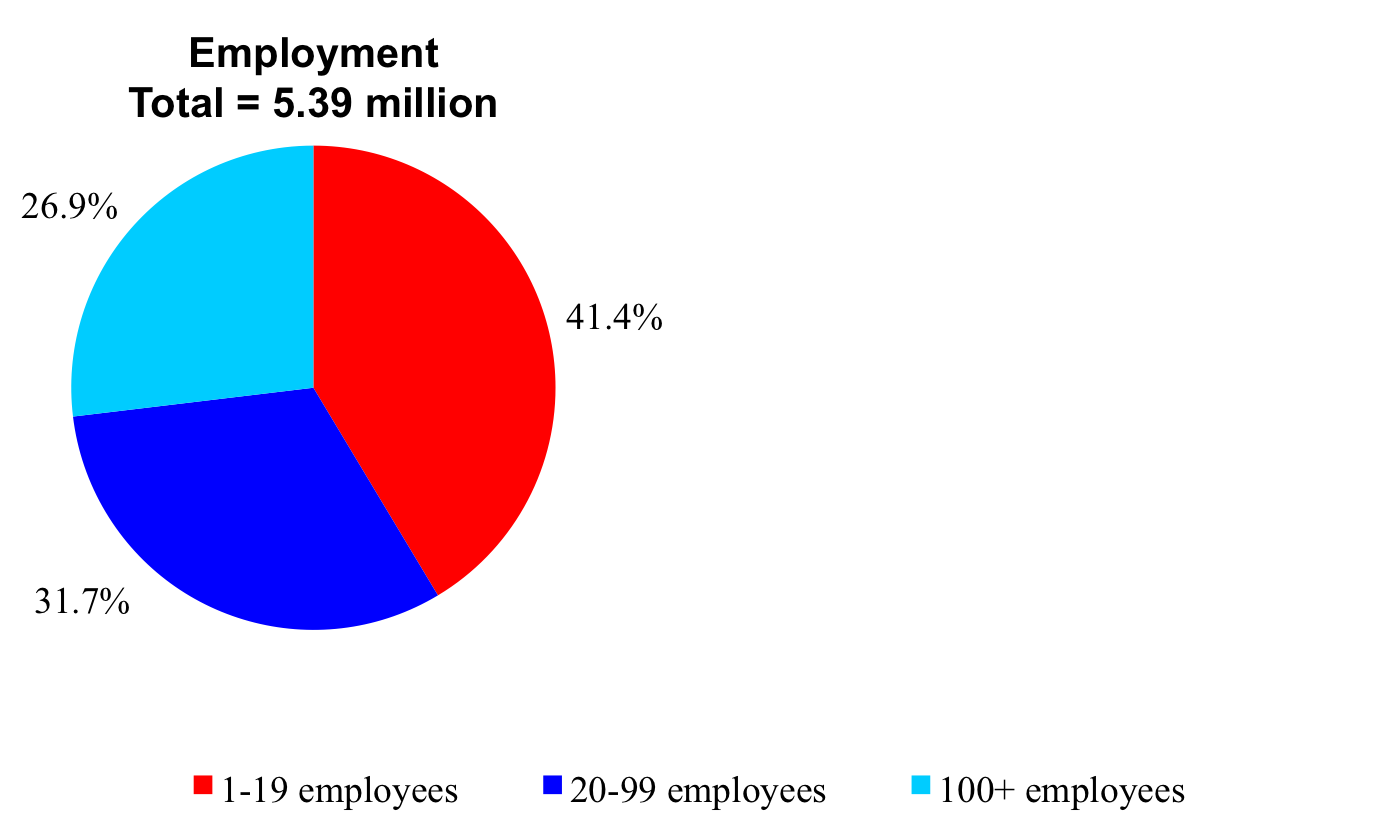 Employment
Total = 5.39 million
26.9%
41.4%
31.7%
1-19 employees
20-99 employees
100+ employees